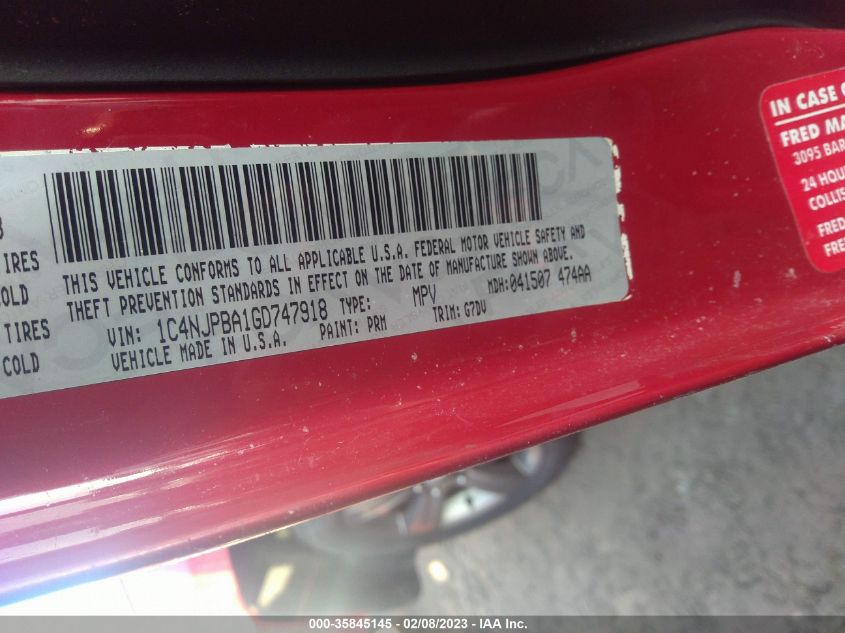 TIRES
COLD
TIRES
COLD
THIS VEHICLE CONFORMS TO ALL APPLICABLE U.S.A. FEDERAL MOTOR VEHICLE SAFETY AND
THEFT PREVENTION STANDARDS IN EFFECT ON THE DATE OF MANUFACTURE SHOWN ABOVE.
VIN: 1C4NJPBA1GD747918 TYPE: MPV MDH:041507 474AA
VEHICLE MADE IN U.S.A. PAINT: PRM TRIM: G7DV
IN CASE
FRED MA
3095 BAR
24 HOU
COLLIS
FRED
FRE
000-35845145 - 02/08/2023 - IAA Inc.